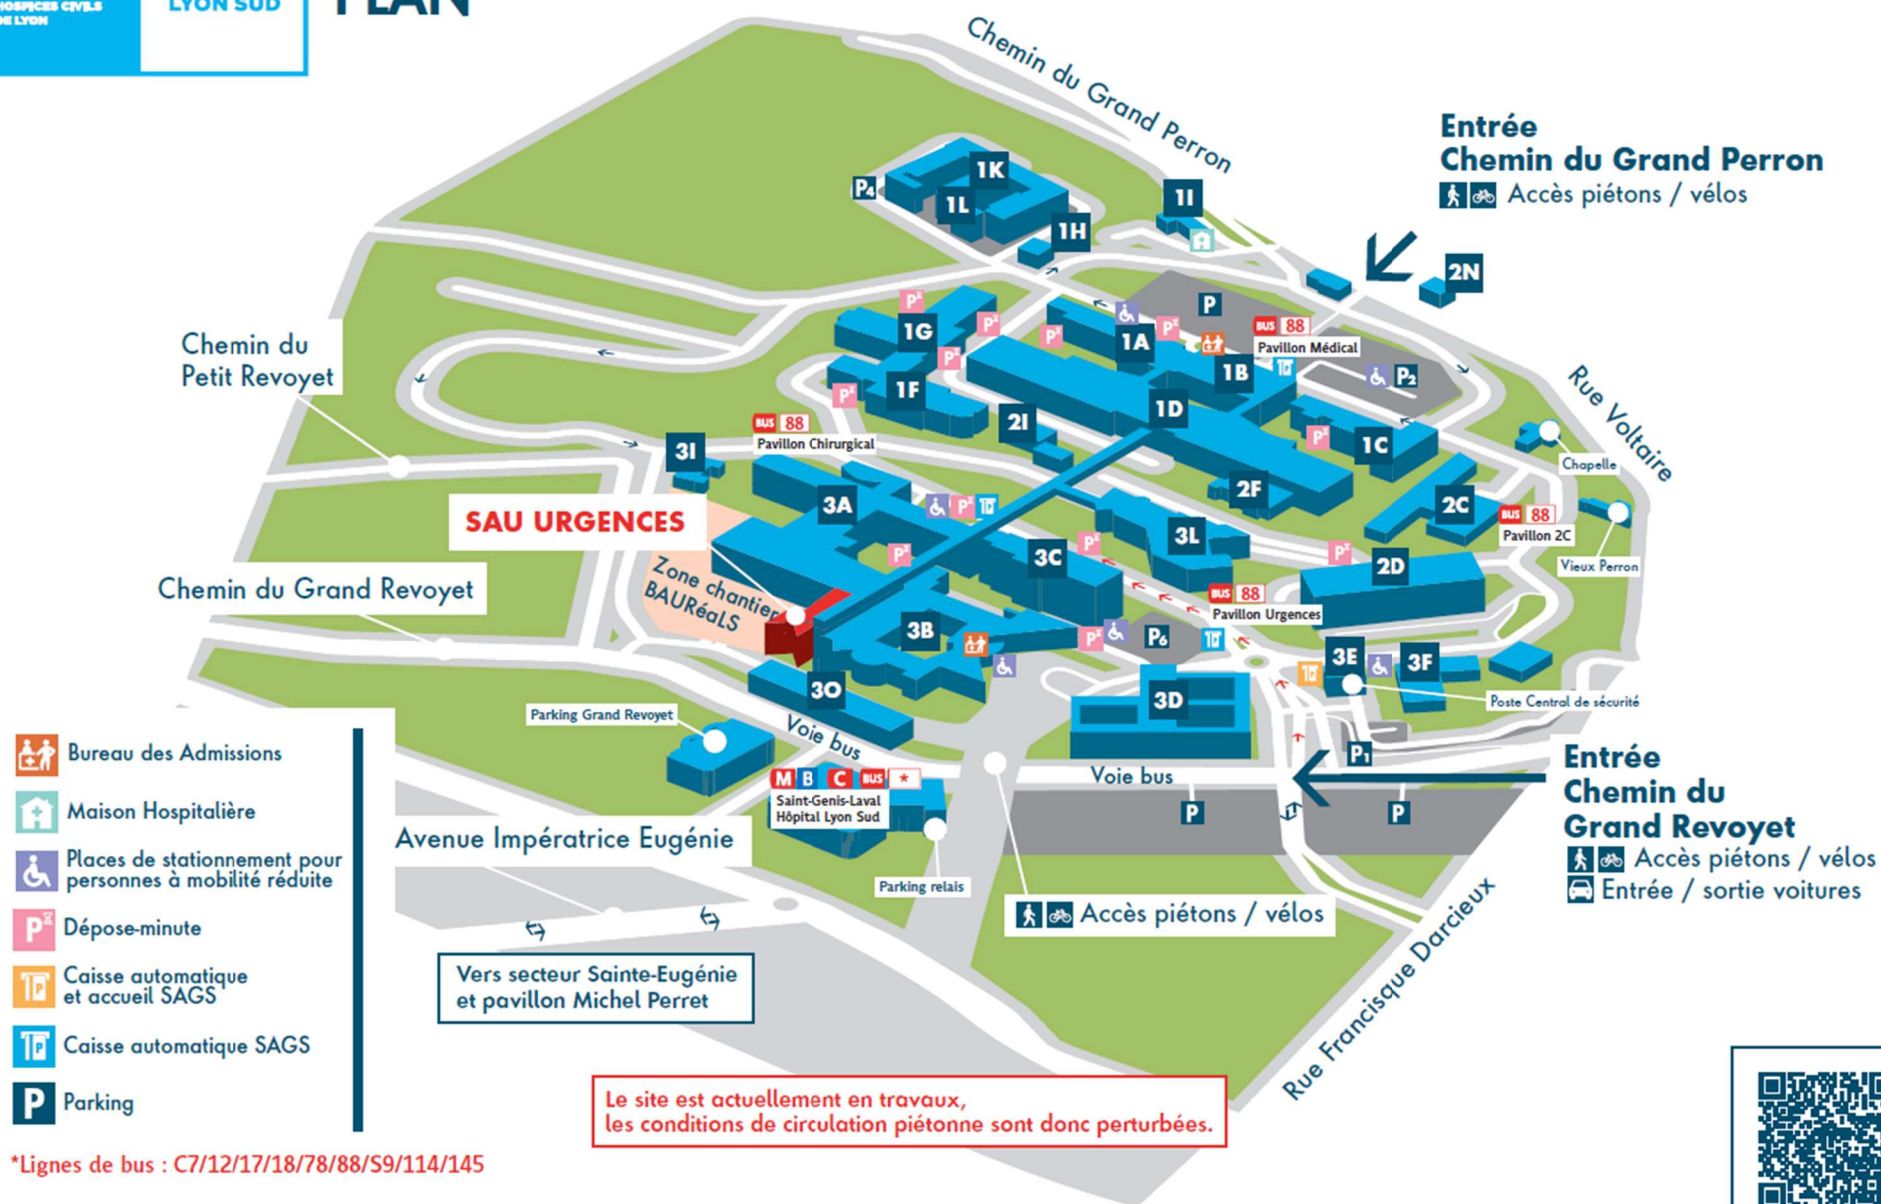 HOSPICES CIVILS
DE LYON
LYON SUD
PLAN
Chemin du Grand Perron
Entrée
Chemin du Grand Perron
Accès piétons / vélos
1K
P4
1L
1I
1H
2N
P
1G
1A
BUS 88
Pavillon Médical
1B
P2
Chemin du
Petit Revoyet
1F
1D
Rue Voltaire
BUS 88
Pavillon Chirurgical
2I
1C
3I
Chapelle
2F
3A
2C
SAU URGENCES
BUS 88
Pavillon 2C
3L
3C
2D
Vieux Perron
Zone chantier
BAURéaLS
Chemin du Grand Revoyet
BUS 88
Pavillon Urgences
3B
P6
3E
3F
3O
3D
Poste Central de sécurité
Parking Grand Revoyet
Voie bus
P1
Entrée
Chemin du
Grand Revoyet
Accès piétons / vélos
Entrée / sortie voitures
M B C BUS *
Saint-Genis-Laval
Hôpital Lyon Sud
Voie bus
P
P
Bureau des Admissions
Maison Hospitalière
Places de stationnement pour
personnes à mobilité réduite
P Dépose-minute
Caisse automatique
et accueil SAGS
Caisse automatique SAGS
P Parking
Avenue Impératrice Eugénie
Parking relais
Accès piétons / vélos
Vers secteur Sainte-Eugénie
et pavillon Michel Perret
Rue Francisque Darcieux
Le site est actuellement en travaux,
les conditions de circulation piétonne sont donc perturbées.
*Lignes de bus : C7/12/17/18/78/88/S9/114/145